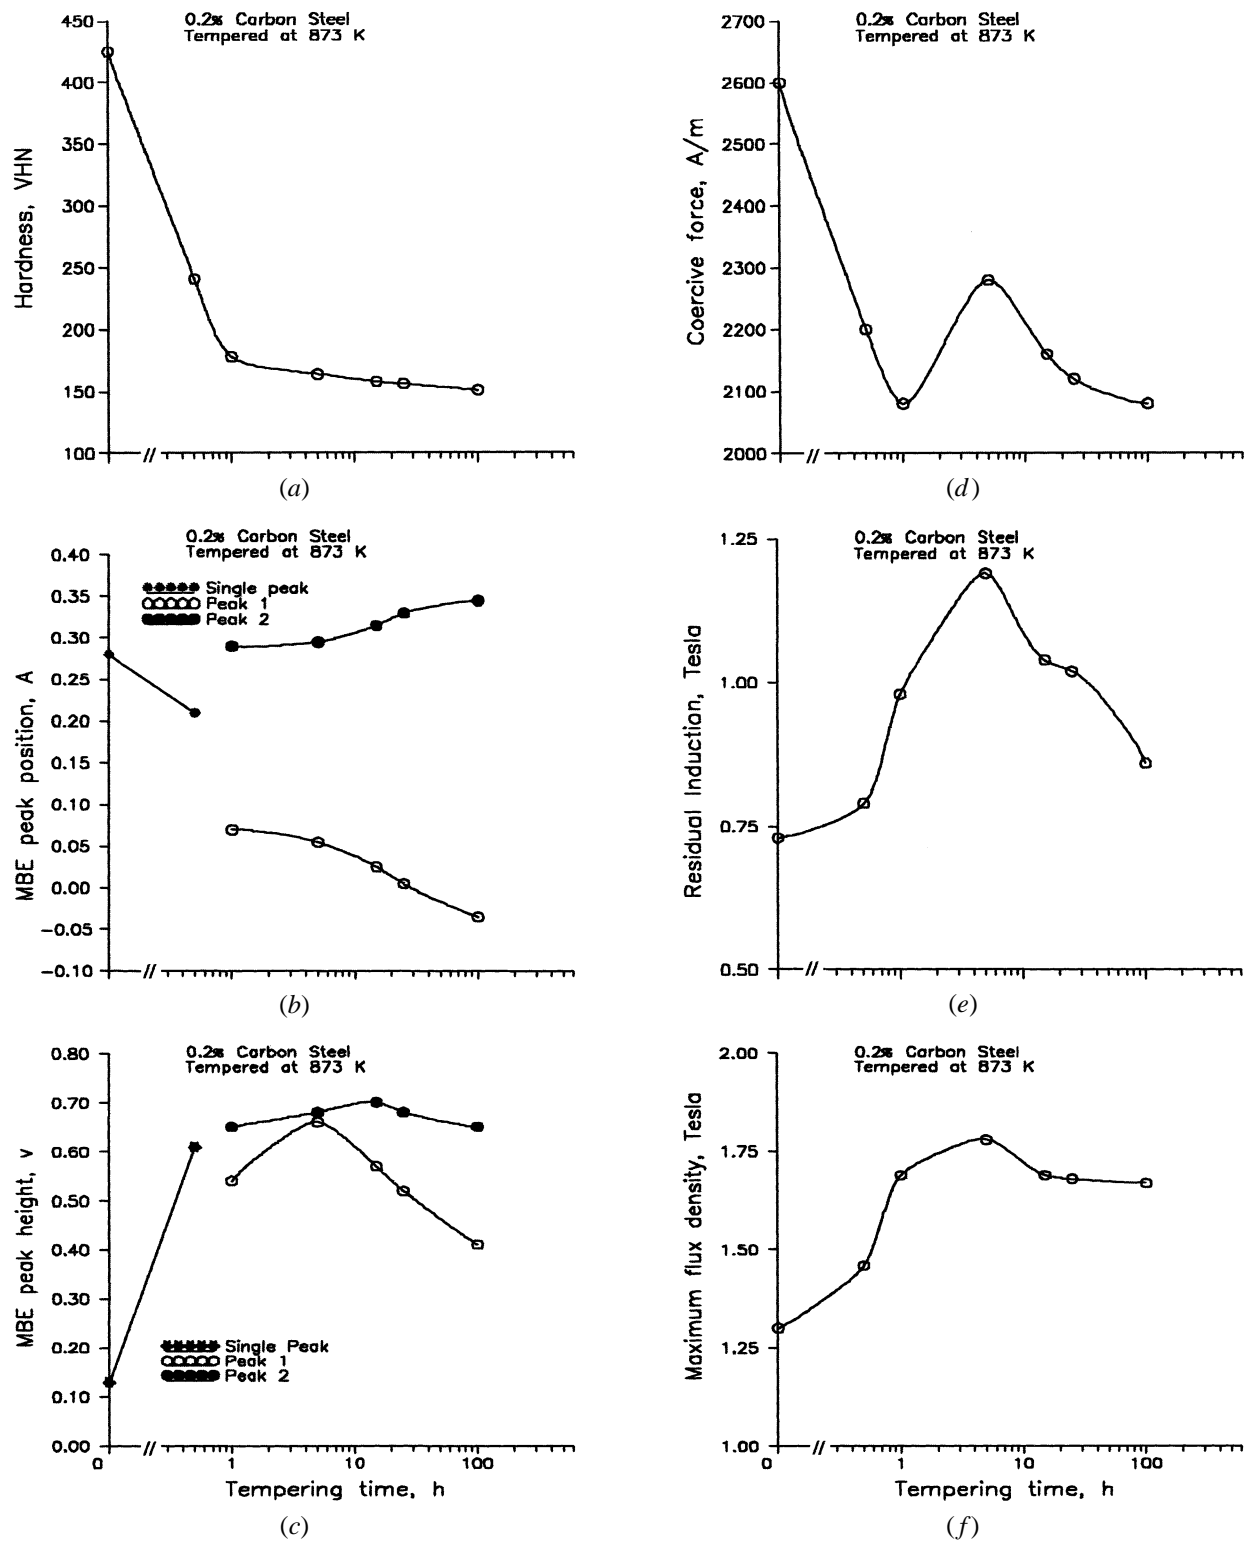 0.2% Carbon Steel
Tempered at 873 K
450
400
350
300
250
200
150
100
Hardness, VHN
(a)
0.2% Carbon Steel
Tempered at 873 K
Single peak
Peak 1
Peak 2
0.40
0.35
0.30
0.25
0.20
0.15
0.10
0.05
0.00
−0.05
−0.10
MBE peak position, A
(b)
0.2% Carbon Steel
Tempered at 873 K
0.80
0.70
0.60
0.50
0.40
0.30
0.20
0.10
0.00
MBE peak height, v
Single Peak
Peak 1
Peak 2
0 1 10 100
Tempering time, h
(c)
0.2% Carbon Steel
Tempered at 873 K
2700
2600
2500
2400
2300
2200
2100
2000
Coercive force, A/m
(d)
0.2% Carbon Steel
Tempered at 873 K
1.25
1.00
0.75
0.50
Residual Induction, Tesla
(e)
0.2% Carbon Steel
Tempered at 873 K
2.00
1.75
1.50
1.25
1.00
Maximum flux density, Tesla
0 1 10 100
Tempering time, h
(f)